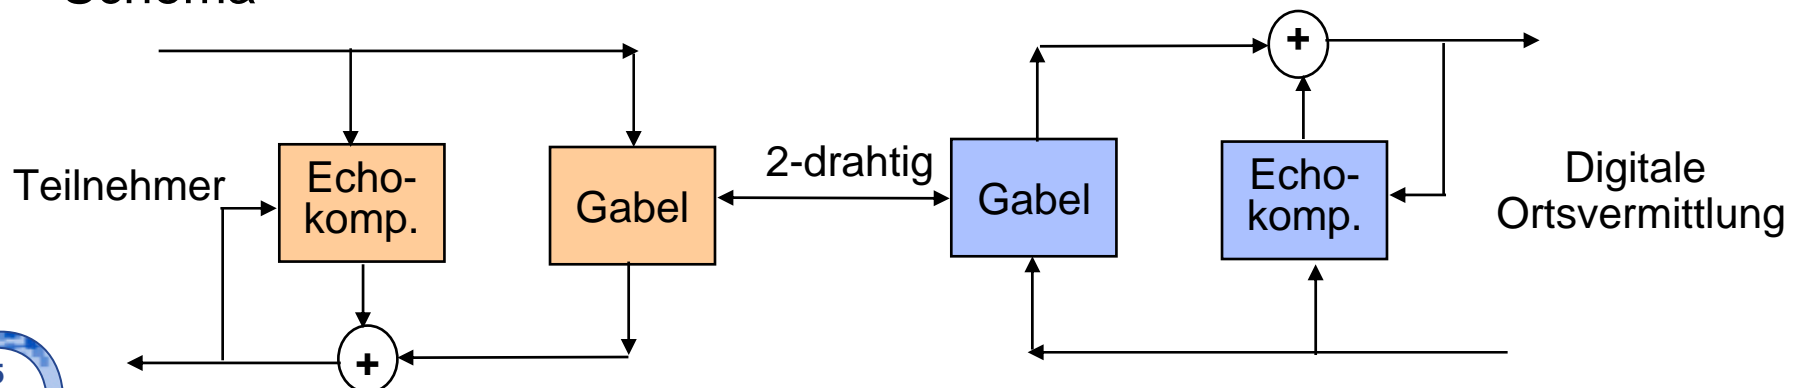 +
Teilnehmer
Echo-
komp.
Gabel
2-drahtig
Gabel
Echo-
komp.
Digitale
Ortsvermittlung
+